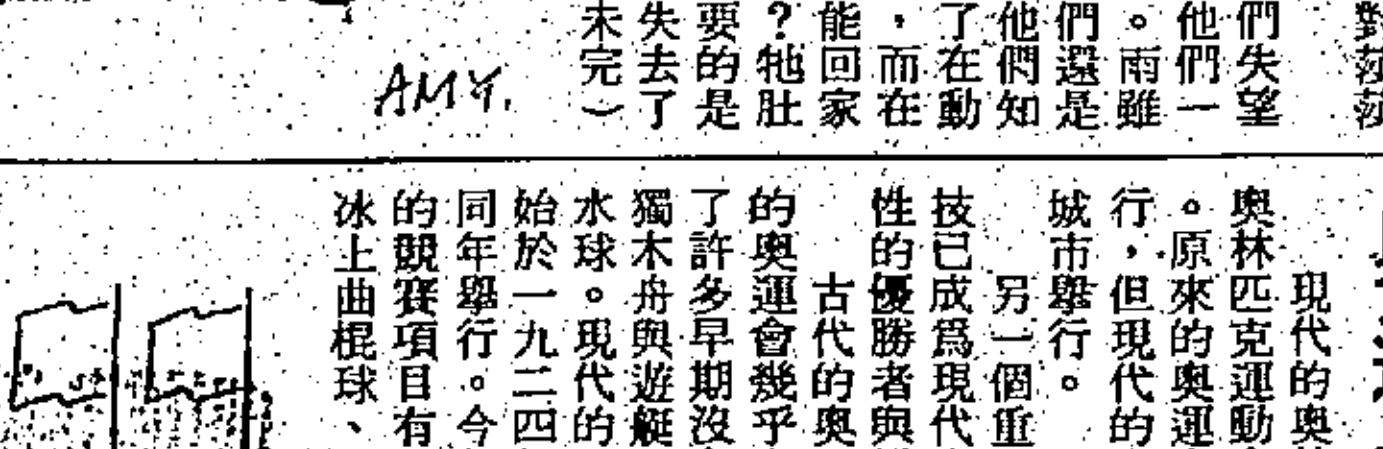 對莎莎
們失望
他們一
。雨雖
們還是
他們知
了在動
，而在
能回家
？牠肚
要的是
失去了
未完）
AMY.
現代的奧
奧林匹克運動
。原來的奧運
行，但現代的
城市舉行。
另一個重
技已成爲現代
性的優勝者與
古代的奧
的奧運會幾乎
了許多早期沒
獨木舟與遊艇
水球。現代的
始於一九二四
同年舉行。今
的競賽項目有
冰上曲棍球、